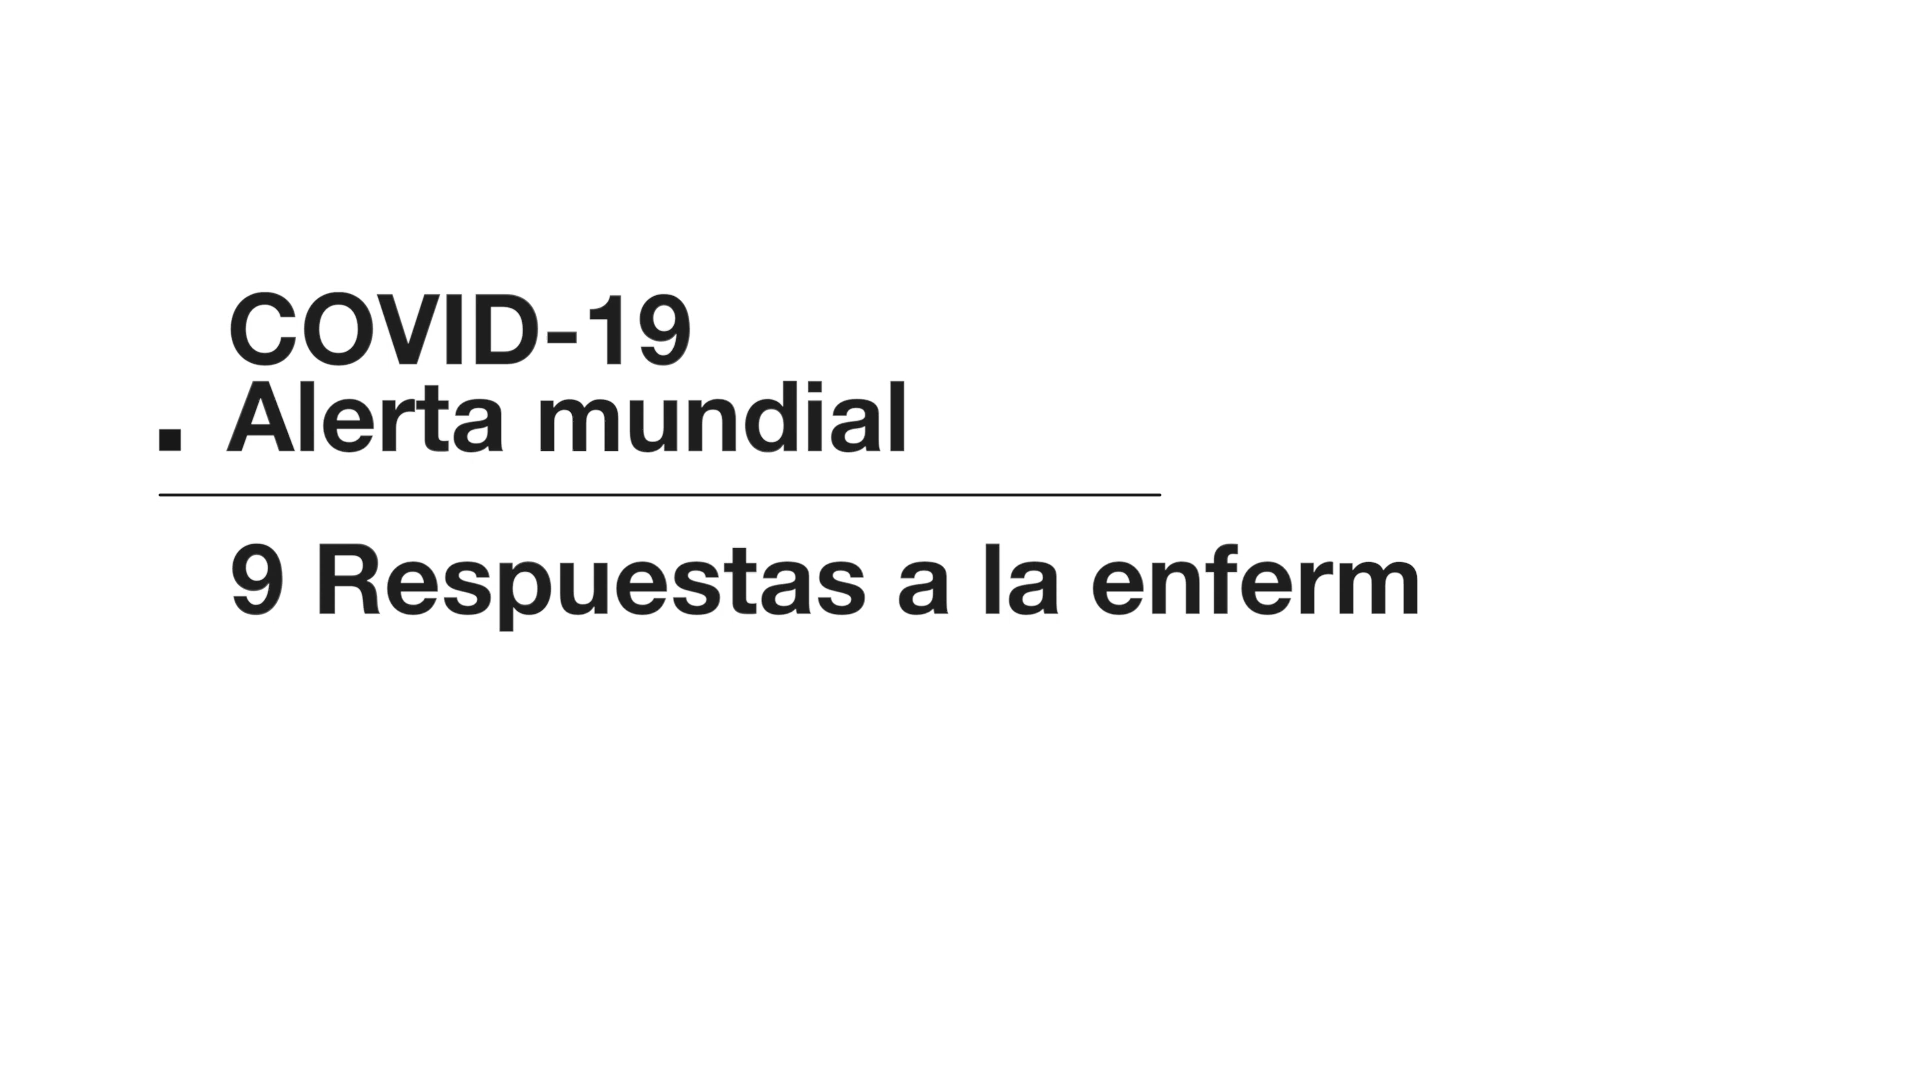 COVID-19
. Alerta mundial
9 Respuestas a la enferm